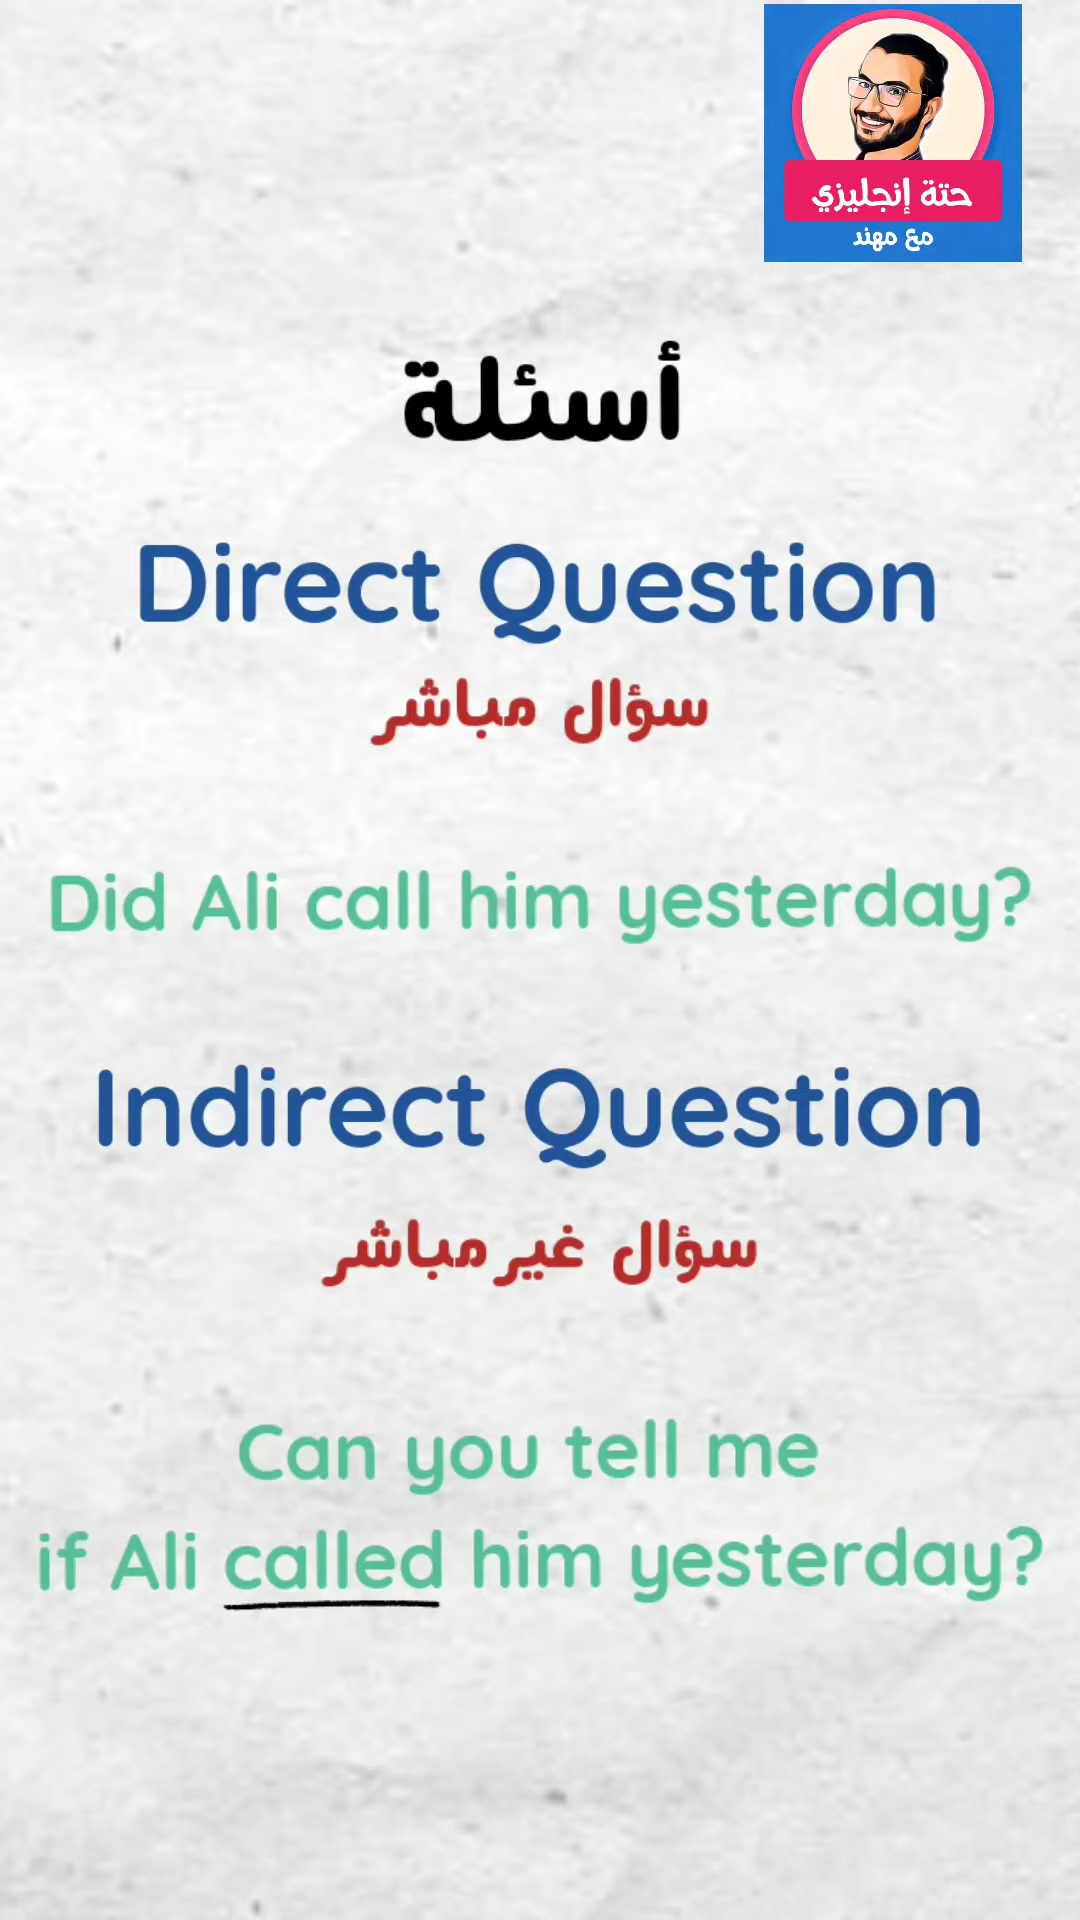 حتة إنجليزي
مع مهند
أسئلة
Direct Question
سؤال مباشر
Did Ali call him yesterday?
Indirect Question
سؤال غير مباشر
Can you tell me
if Ali called him yesterday?